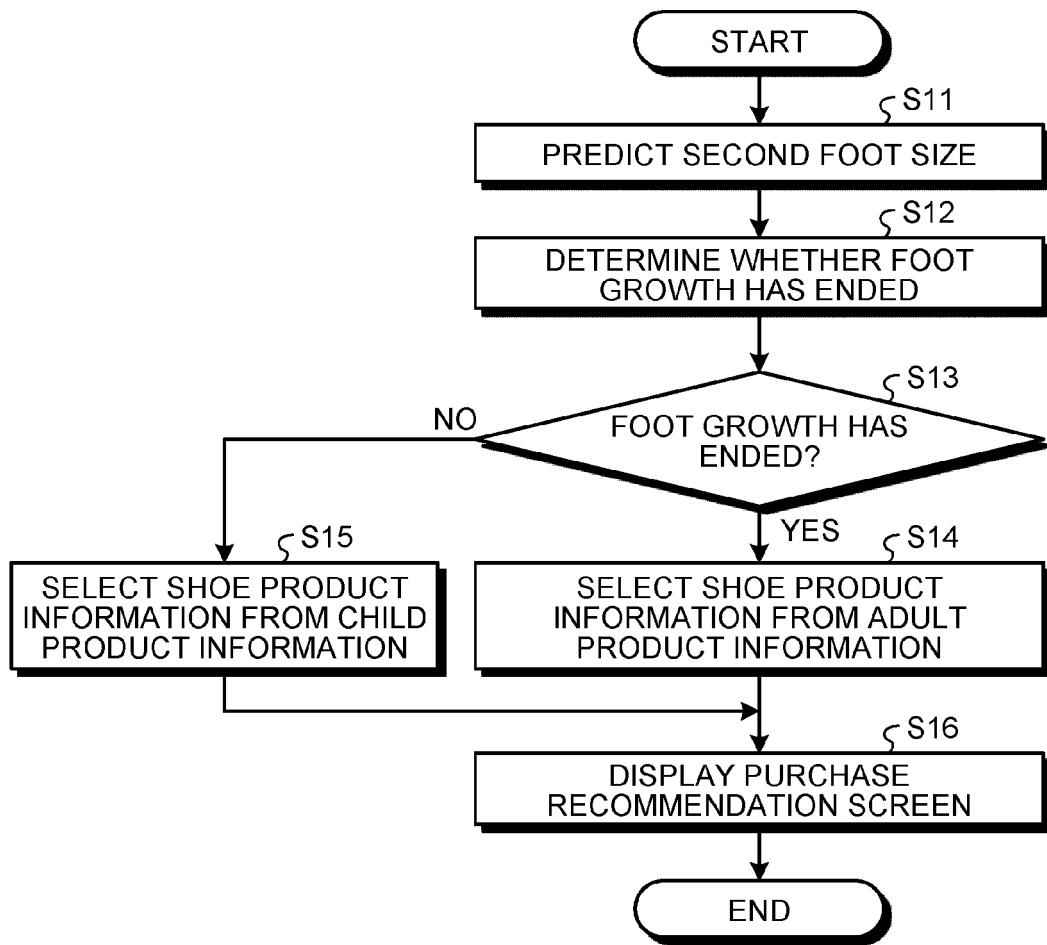 START
S11
PREDICT SECOND FOOT SIZE
S12
DETERMINE WHETHER FOOT
GROWTH HAS ENDED
S13
FOOT GROWTH HAS
ENDED?
NO
YES
S15
SELECT SHOE PRODUCT
INFORMATION FROM CHILD
PRODUCT INFORMATION
S14
SELECT SHOE PRODUCT
INFORMATION FROM ADULT
PRODUCT INFORMATION
S16
DISPLAY PURCHASE
RECOMMENDATION SCREEN
END